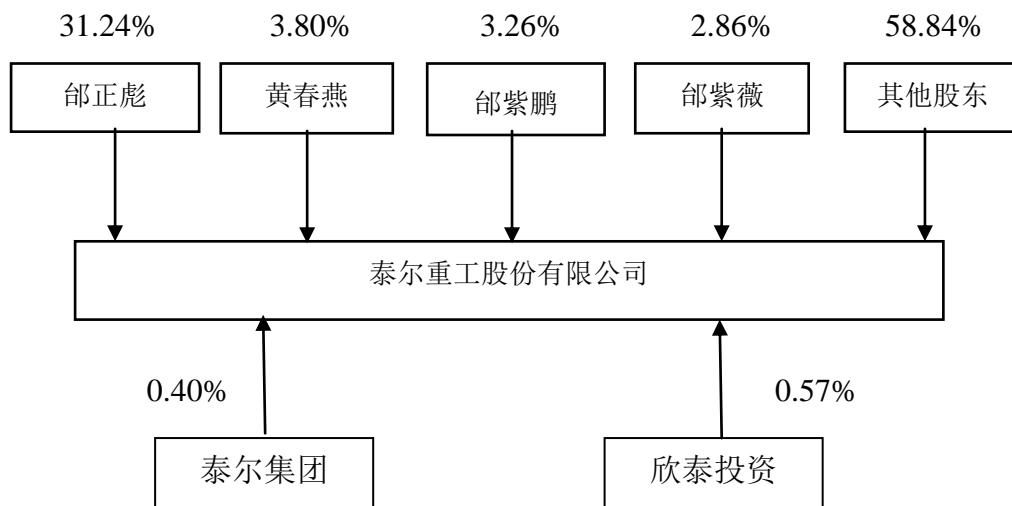 31.24% 3.80% 3.26% 2.86% 58.84%
邰正彪 黄春燕 邰紫鹏 邰紫薇 其他股东
泰尔重工股份有限公司
0.40% 0.57%
泰尔集团 欣泰投资